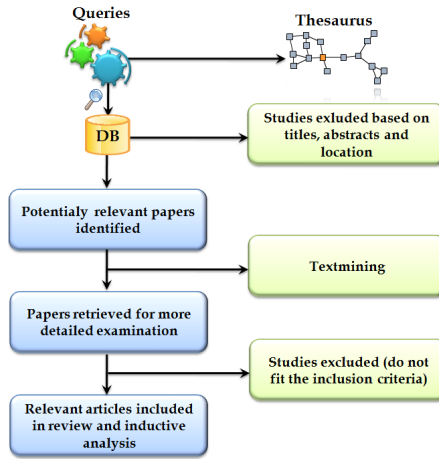 Queries
Thesaurus
DB
Studies exluded based on
titles, abstracts and
location
Potentialy relevant papers
identified
Textmining
Papers retrieved for more
detailed examination
Studies excluded (do not
fit the inclusion criteria)
Relevant articles included
in review and inductive
analysis